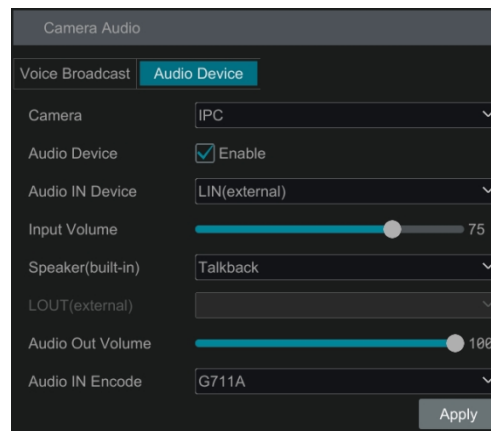 Camera Audio
Voice Broadcast Audio Device
Camera IPC
Audio Device Enable
Audio IN Device LIN(external)
Input Volume 75
Speaker(built-in) Talkback
LOUT(external)
Audio Out Volume 100
Audio IN Encode G711A
Apply